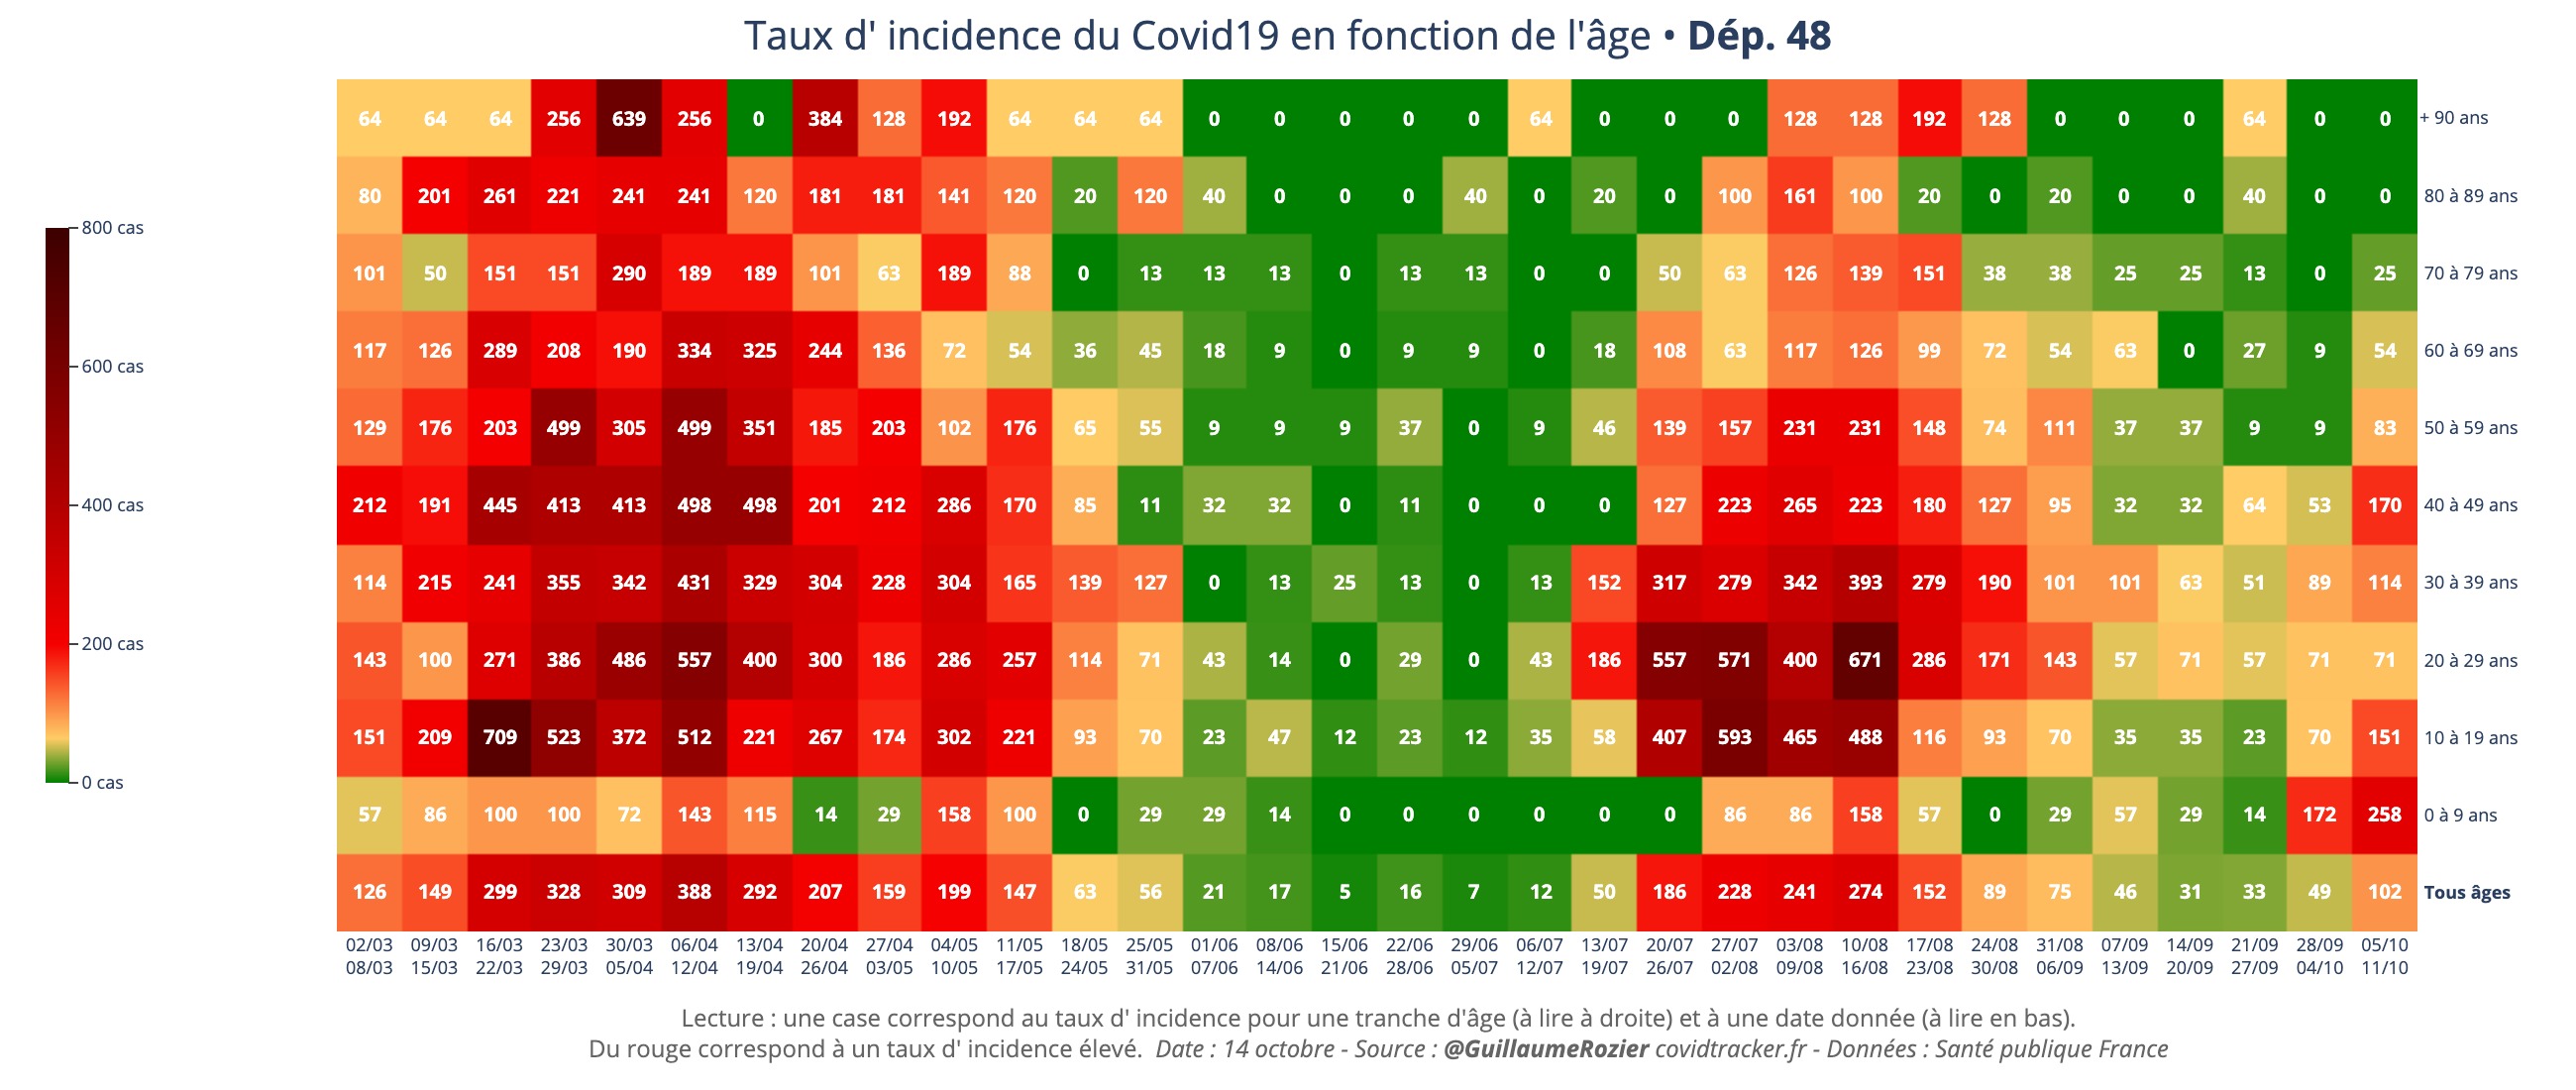 Taux d' incidence du Covid19 en fonction de l'âge • Dép. 48
800 cas
600 cas
400 cas
200 cas
0 cas
64 64 64 256 639 256 0 384 128 192 64 64 64 0 0 0 0 0 64 0 0 0 128 128 192 128 0 0 0 64 0 0 + 90 ans
80 201 261 221 241 241 120 181 181 141 120 20 120 40 0 0 0 40 0 20 0 100 161 100 20 0 20 0 0 40 0 0 80 à 89 ans
101 50 151 151 290 189 189 101 63 189 88 0 13 13 13 0 13 13 0 0 50 63 126 139 151 38 38 25 25 13 0 25 70 à 79 ans
117 126 289 208 190 334 325 244 136 72 54 36 45 18 9 0 9 9 0 18 108 63 117 126 99 72 54 63 0 27 9 54 60 à 69 ans
129 176 203 499 305 499 351 185 203 102 176 65 55 9 9 9 37 0 9 46 139 157 231 231 148 74 111 37 37 9 9 83 50 à 59 ans
212 191 445 413 413 498 498 201 212 286 170 85 11 32 32 0 11 0 0 0 127 223 265 223 180 127 95 32 32 64 53 170 40 à 49 ans
114 215 241 355 342 431 329 304 228 304 165 139 127 0 13 25 13 0 13 152 317 279 342 393 279 190 101 101 63 51 89 114 30 à 39 ans
143 100 271 386 486 557 400 300 186 286 257 114 71 43 14 0 29 0 43 186 557 571 400 671 286 171 143 57 71 57 71 71 20 à 29 ans
151 209 709 523 372 512 221 267 174 302 221 93 70 23 47 12 23 12 35 58 407 593 465 488 116 93 70 35 35 23 70 151 10 à 19 ans
57 86 100 100 72 143 115 14 29 158 100 0 29 29 14 0 0 0 0 0 0 86 86 158 57 0 29 57 29 14 172 258 0 à 9 ans
126 149 299 328 309 388 292 207 159 199 147 63 56 21 17 5 16 7 12 50 186 228 241 274 152 89 75 46 31 33 49 102 Tous âges
02/03 09/03 16/03 23/03 30/03 06/04 13/04 20/04 27/04 04/05 11/05 18/05 25/05 01/06 08/06 15/06 22/06 29/06 06/07 13/07 20/07 27/07 03/08 10/08 17/08 24/08 31/08 07/09 14/09 21/09 28/09 05/10
08/03 15/03 22/03 29/03 05/04 12/04 19/04 26/04 03/05 10/05 17/05 24/05 31/05 07/06 14/06 21/06 28/06 05/07 12/07 19/07 26/07 02/08 09/08 16/08 23/08 30/08 06/09 13/09 20/09 27/09 04/10 11/10
Lecture : une case correspond au taux d' incidence pour une tranche d'âge (à lire à droite) et à une date donnée (à lire en bas).
Du rouge correspond à un taux d' incidence élevé. Date : 14 octobre - Source : @GuillaumeRozier covidtracker.fr - Données : Santé publique France